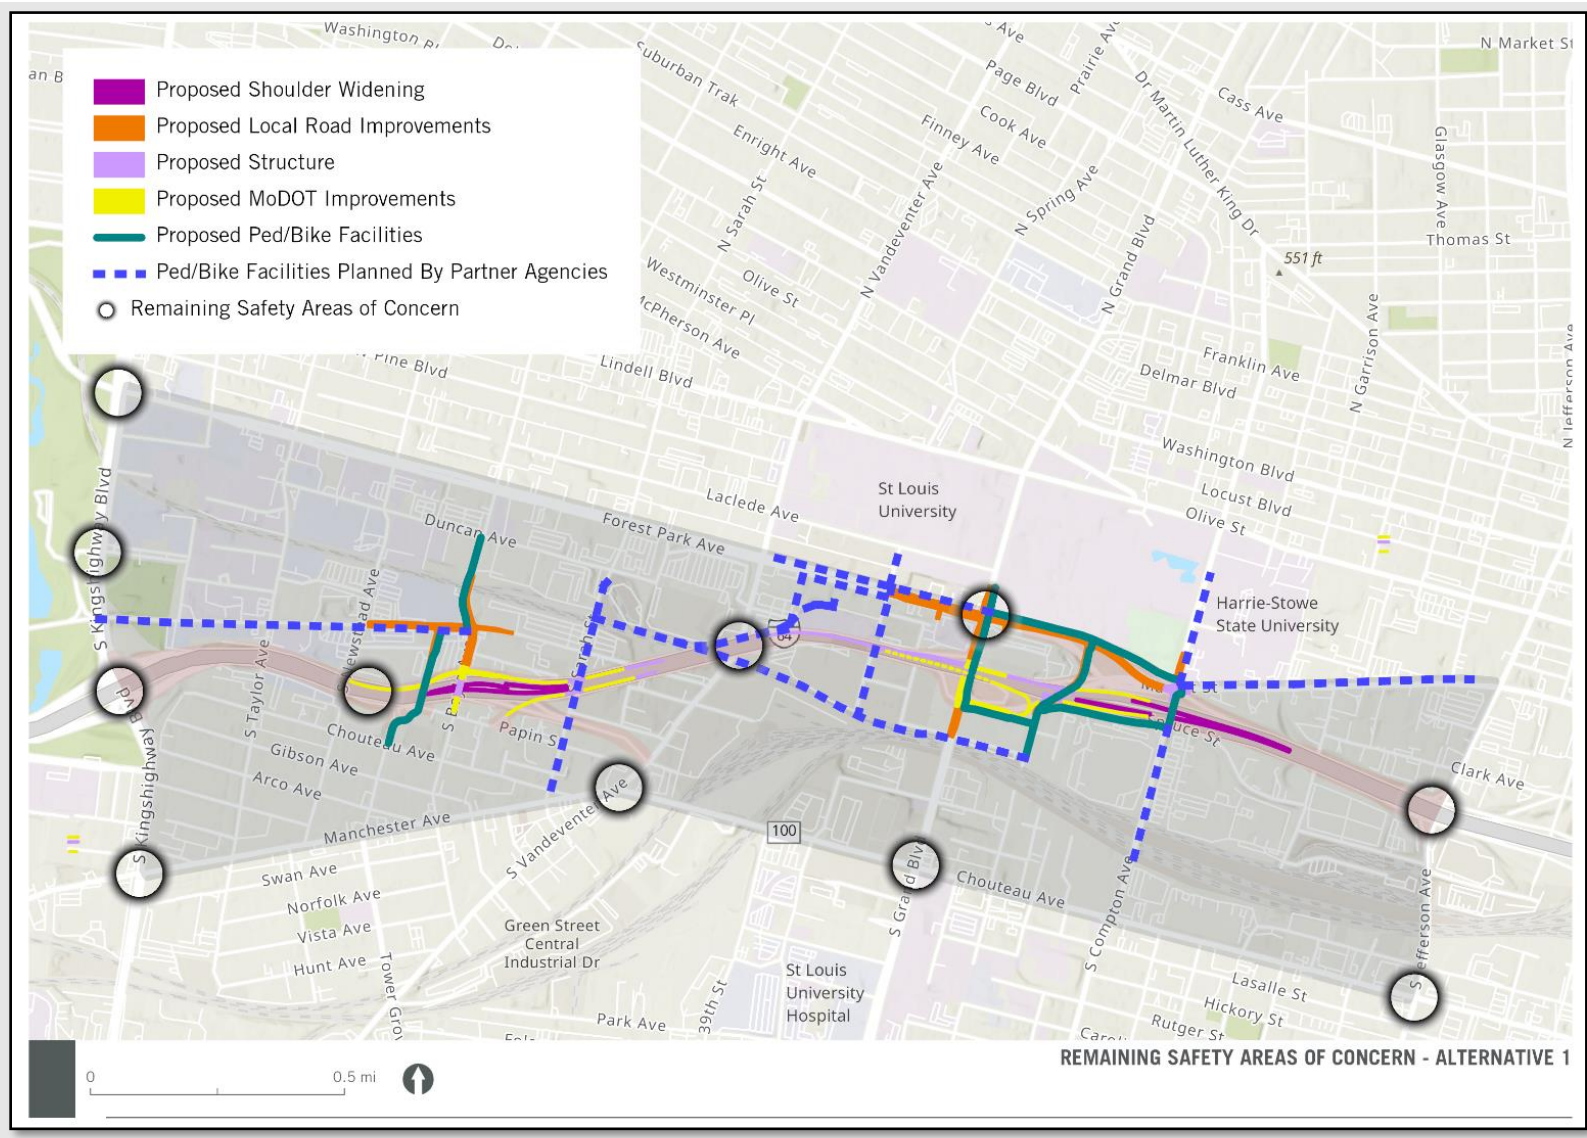 Proposed Shoulder Widening
Proposed Local Road Improvements
Proposed Structure
Proposed MoDOT Improvements
Proposed Ped/Bike Facilities
Ped/Bike Facilities Planned By Partner Agencies
Remaining Safety Areas of Concern
Washington
Suburban Trak
Page Blvd
Prairie Ave
Dr Martin Luther King Dr
N Market St
Cass Ave
Cook Ave
Finney Ave
Enright Ave
Glasgow Ave
N Sarah St
N Vandeventer Ave
N Spring Ave
N Grand Blvd
Thomas St
551 ft
Westminster Pl
Olive St
McPherson Ave
Pine Blvd
Lindell Blvd
Franklin Ave
Delmar Blvd
N Garrison Ave
N Jefferson Ave
Washington Blvd
Locust Blvd
Olive St
S Kingshighway Blvd
Laclede Ave
St Louis
University
Duncan Ave
Forest Park Ave
Harrie-Stowe
State University
64
S Taylor Ave
Chouteau Ave
Papin S
Gibson Ave
Arco Ave
Manchester Ave
S Kingshighway
Blvd
S Vandeventer Ave
100
Clark Ave
Swan Ave
Norfolk Ave
Vista Ave
Hunt Ave
Tower Gro
Green Street
Central
Industrial Dr
S Grand Blvd
Chouteau Ave
S Compton Ave
S Jefferson Ave
St Louis
University
Hospital
39th St
Park Ave
Lasalle St
Hickory St
Rutger St
REMAINING SAFETY AREAS OF CONCERN - ALTERNATIVE 1
0
0.5 mi